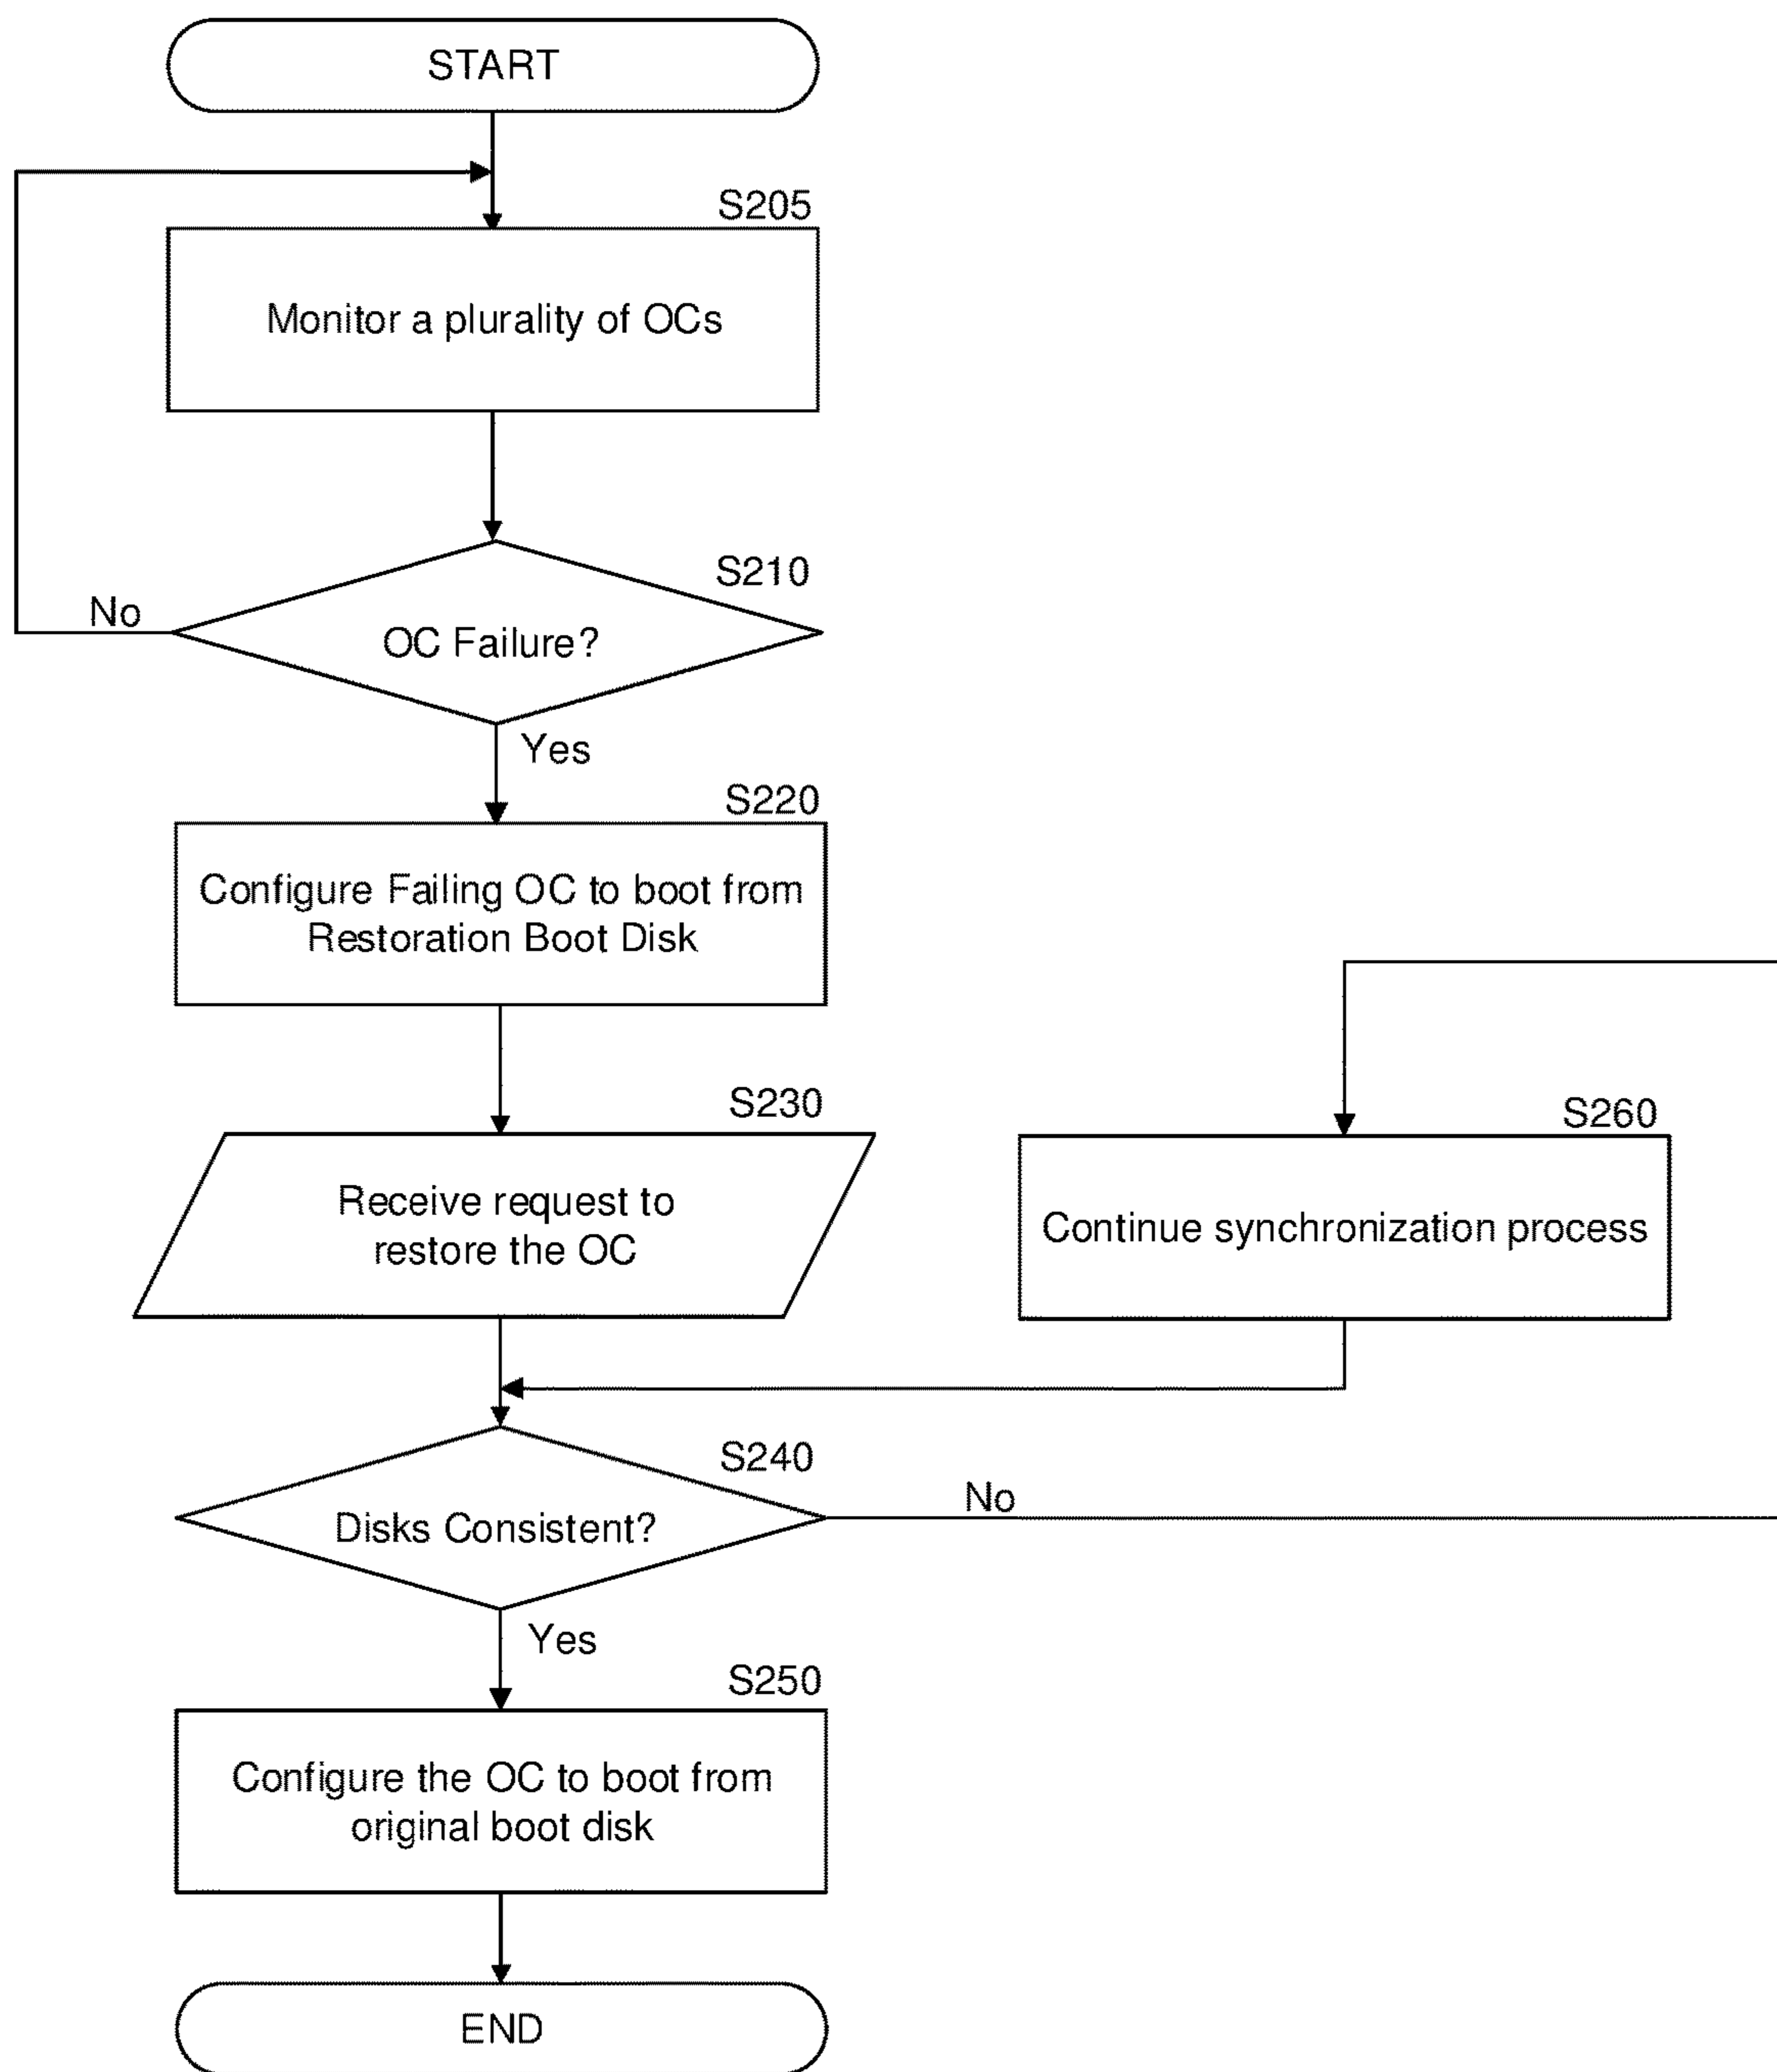 START
S205
Monitor a plurality of OCs
S210
No
OC Failure?
Yes
S220
Configure Failing OC to boot from
Restoration Boot Disk
S230
Receive request to
restore the OC
S260
Continue synchronization process
S240
No
Disks Consistent?
Yes
S250
Configure the OC to boot from
original boot disk
END